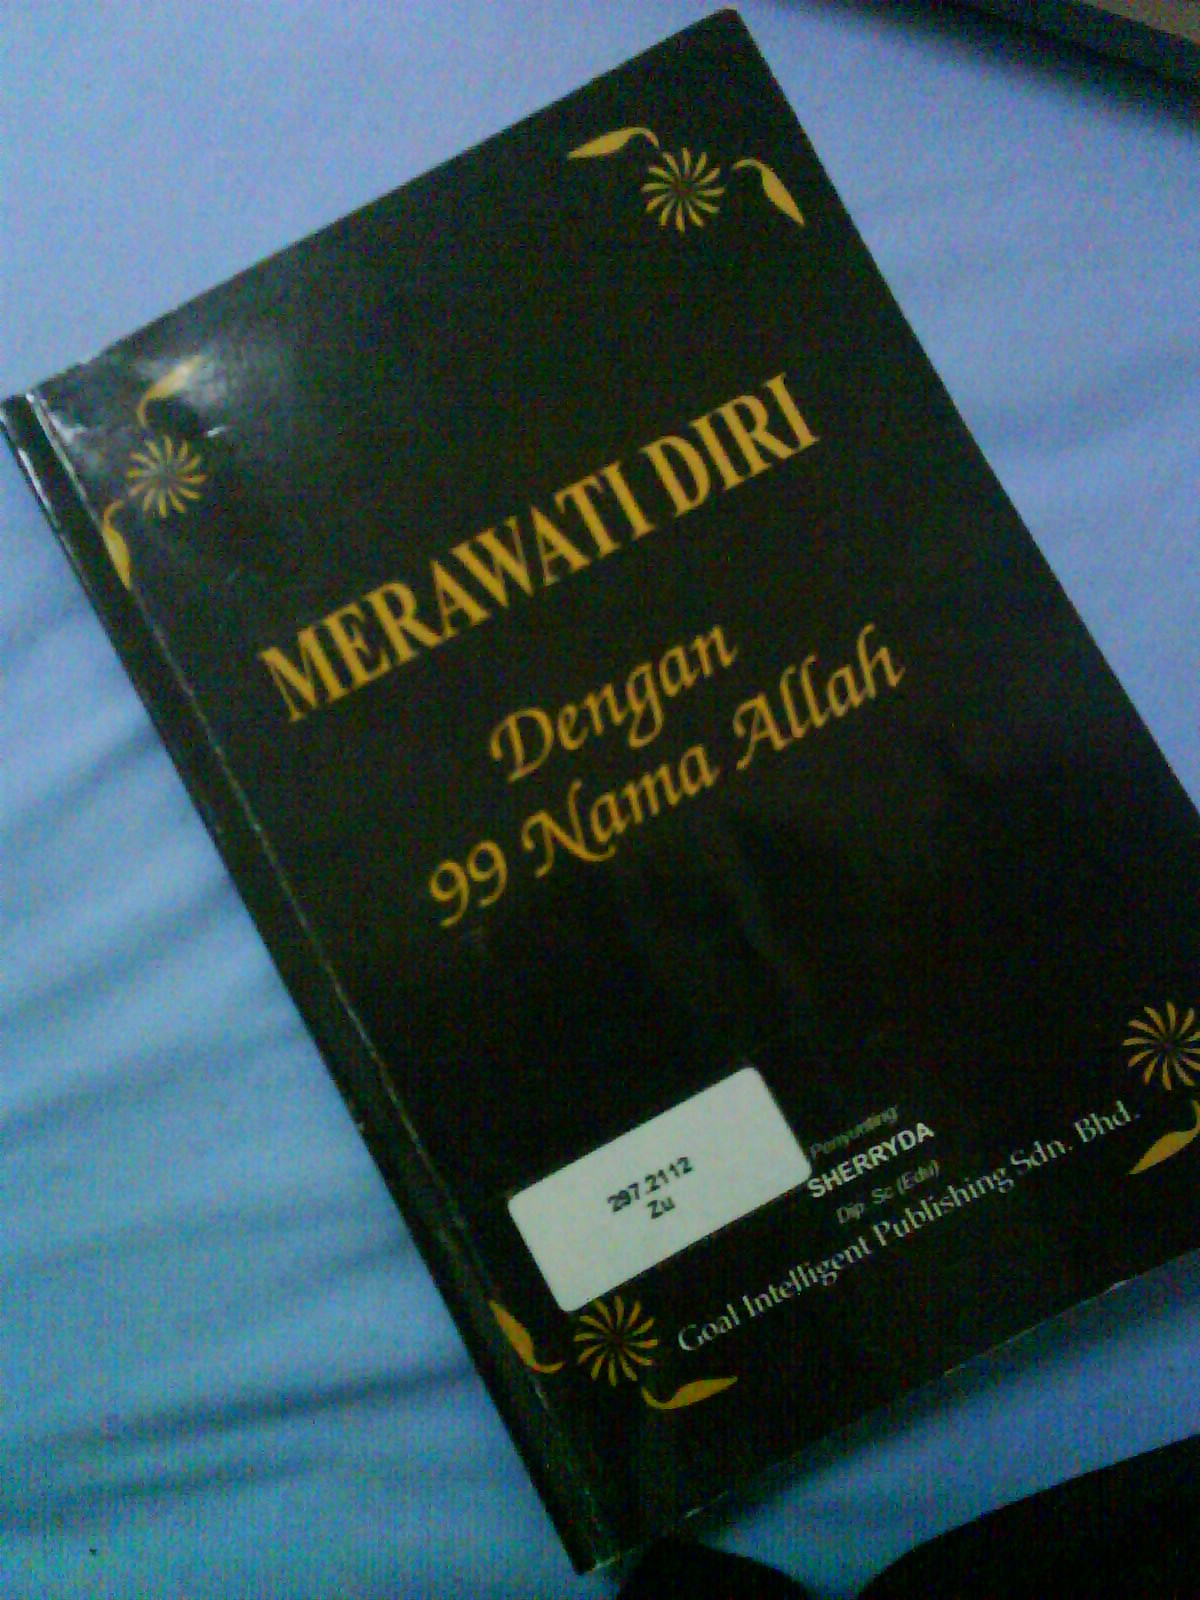 MERAWATI DIRI
Dengan
99 Nama Allah
297.2112
Zu
Penyunting:
SHERRYDA
Dip. Sc (Edu)
Goal Intelligent Publishing Sdn. Bhd.